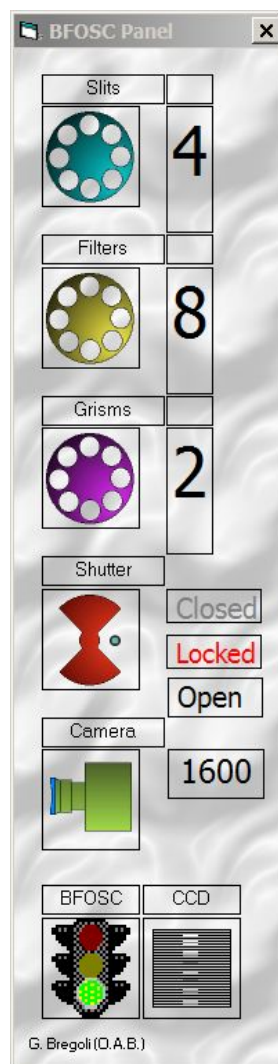 BFOSC Panel
Slits
4
Filters
8
Grisms
2
Shutter
Closed
Locked
Open
Camera
1600
BFOSC CCD
G. Bregoli (O.A.B.)